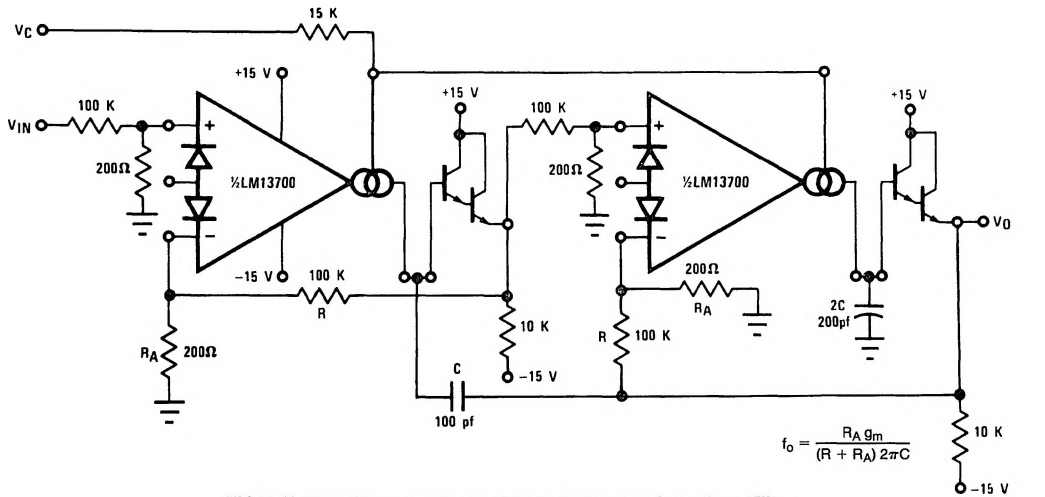 15 K
VC
+15 V
+15 V
+15 V
100 K
100 K
VIN
+
+
200Ω
½LM13700
200Ω
½LM13700
VO
−
−
−15 V
100 K
200Ω
2C
R
RA
200pf
10 K
R
100 K
RA
200Ω
C
−15 V
100 pf
10 K
fo = RA gm / (R + RA) 2πC
−15 V